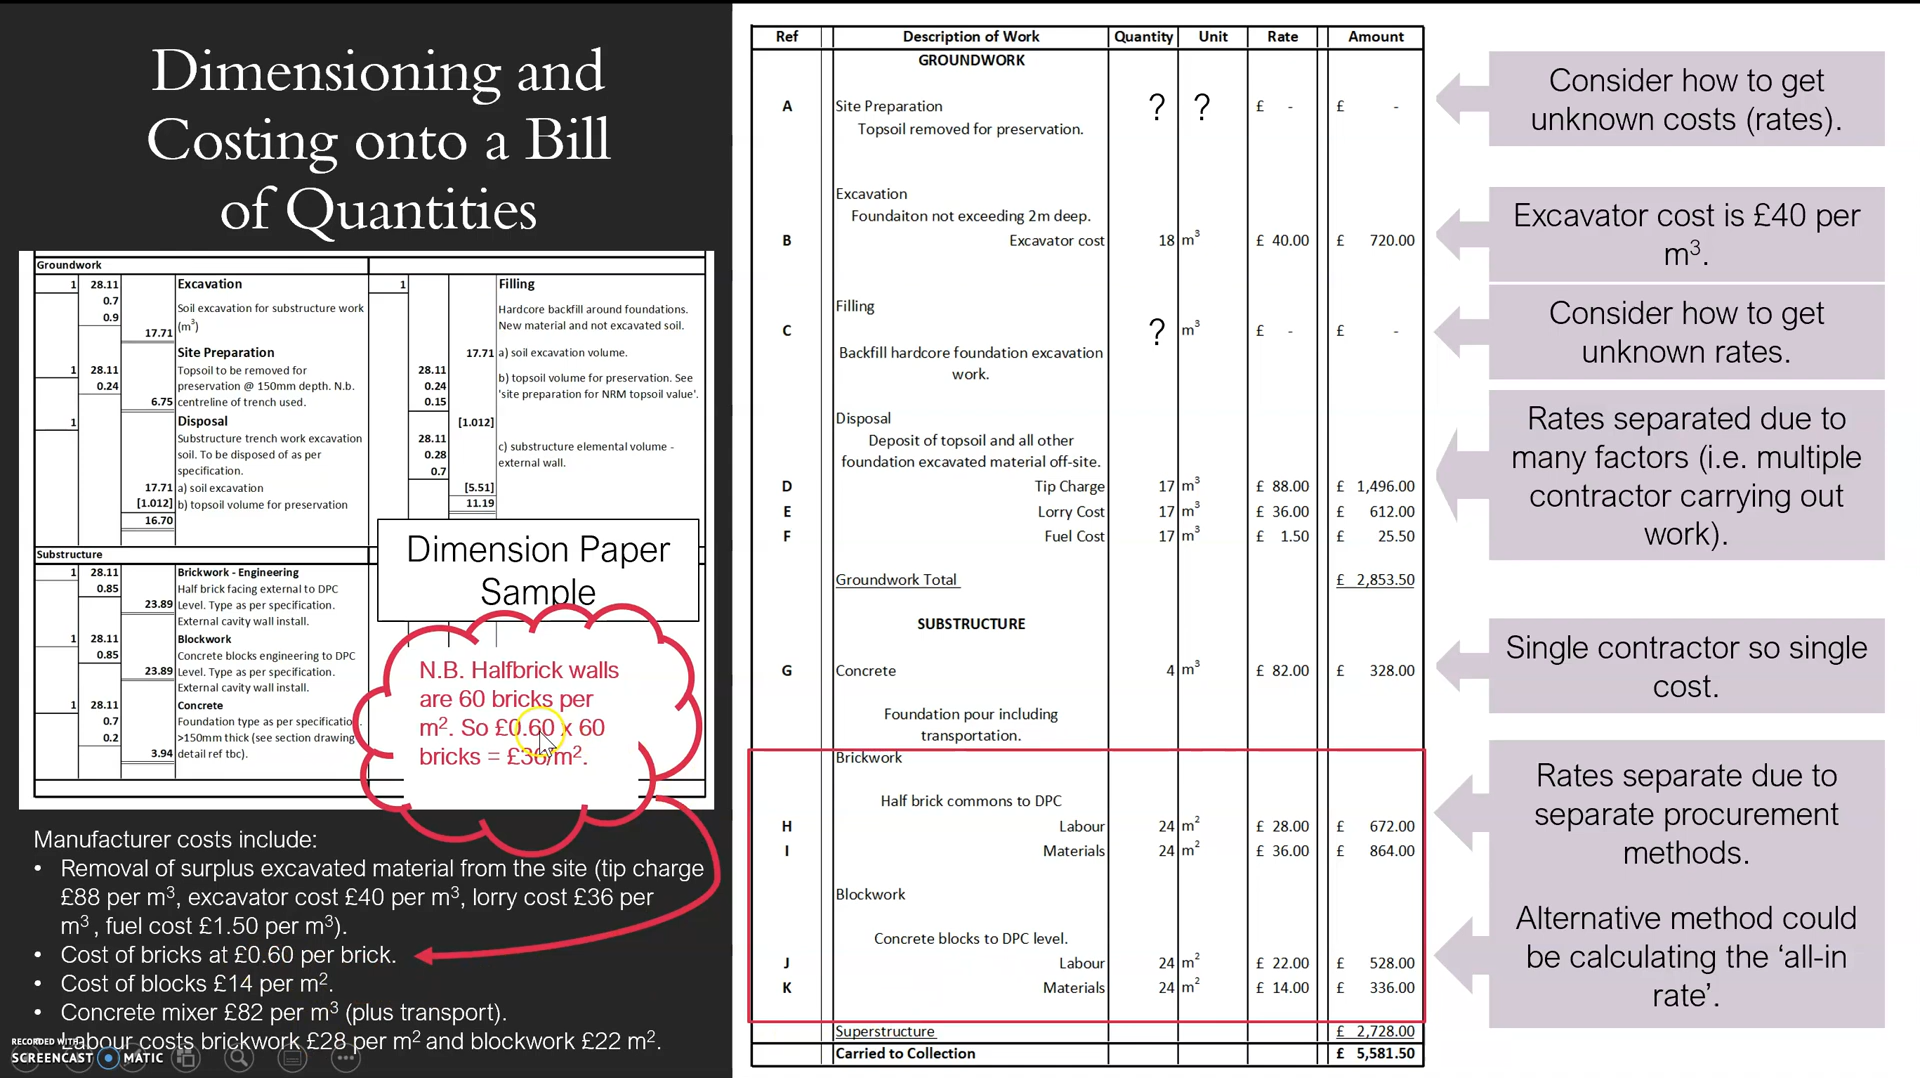 Dimensioning and
Costing onto a Bill
of Quantities
Groundwork
1 28.11 Excavation
0.7
0.9
Soil excavation for substructure work
(m³)
17.71
Site Preparation
1 28.11 Topsoil to be removed for
0.24 preservation @ 150mm depth. N.b.
6.75 centreline of trench used.
1 Disposal
Substructure trench work excavation
soil. To be disposed of as per
specification.
17.71 a) soil excavation
[1.012] b) topsoil volume for preservation
16.70
1 Filling
Hardcore backfill around foundations.
New material and not excavated soil.
17.71 a) soil excavation volume.
28.11
0.24
0.15
b) topsoil volume for preservation. See
'site preparation for NRM topsoil value'.
[1.012]
28.11
0.28
0.7
c) substructure elemental volume -
external wall.
[5.51]
11.19
Substructure
1 28.11 Brickwork - Engineering
0.85 Half brick facing external to DPC
23.89 Level. Type as per specification.
External cavity wall install.
1 28.11 Blockwork
0.85 Concrete blocks engineering to DPC
23.89 Level. Type as per specification.
External cavity wall install.
1 28.11 Concrete
0.7 Foundation type as per specificatio
0.2 >150mm thick (see section drawing
3.94 detail ref tbc).
Dimension Paper
Sample
N.B. Halfbrick walls
are 60 bricks per
m². So £0.60 x 60
bricks = £36/m².
Manufacturer costs include:
• Removal of surplus excavated material from the site (tip charge
£88 per m³, excavator cost £40 per m³, lorry cost £36 per
m³ , fuel cost £1.50 per m³).
• Cost of bricks at £0.60 per brick.
• Cost of blocks £14 per m².
• Concrete mixer £82 per m³ (plus transport).
Labour costs brickwork £28 per m² and blockwork £22 m².
RECORDED WITH
SCREENCAST MATIC
Ref Description of Work Quantity Unit Rate Amount
GROUNDWORK
A Site Preparation ? ? £ - £ -
Topsoil removed for preservation.
Excavation
Foundaiton not exceeding 2m deep.
B Excavator cost 18 m³ £ 40.00 £ 720.00
Filling
C ? m³ £ - £ -
Backfill hardcore foundation excavation
work.
Disposal
Deposit of topsoil and all other
foundation excavated material off-site.
D Tip Charge 17 m³ £ 88.00 £ 1,496.00
E Lorry Cost 17 m³ £ 36.00 £ 612.00
F Fuel Cost 17 m³ £ 1.50 £ 25.50
Groundwork Total £ 2,853.50
SUBSTRUCTURE
G Concrete 4 m³ £ 82.00 £ 328.00
Foundation pour including
transportation.
Brickwork
Half brick commons to DPC
H Labour 24 m² £ 28.00 £ 672.00
I Materials 24 m² £ 36.00 £ 864.00
Blockwork
Concrete blocks to DPC level.
J Labour 24 m² £ 22.00 £ 528.00
K Materials 24 m² £ 14.00 £ 336.00
Superstructure £ 2,728.00
Carried to Collection £ 5,581.50
Consider how to get
unknown costs (rates).
Excavator cost is £40 per
m³.
Consider how to get
unknown rates.
Rates separated due to
many factors (i.e. multiple
contractor carrying out
work).
Single contractor so single
cost.
Rates separate due to
separate procurement
methods.
Alternative method could
be calculating the ‘all-in
rate’.